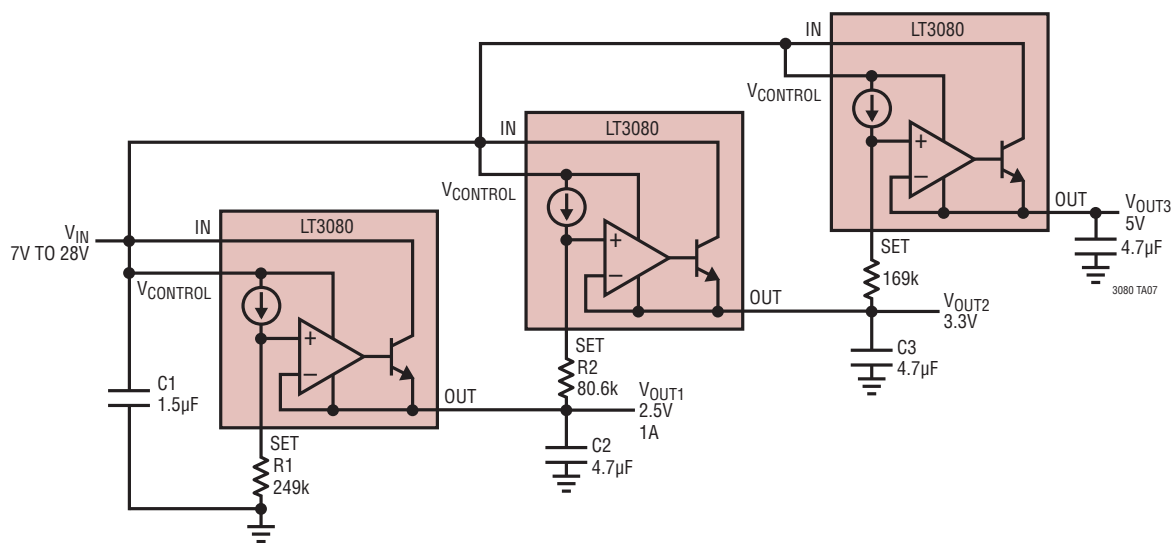 IN
LT3080
VCONTROL
SET
169k
OUT
VOUT3
5V
4.7µF
3080 TA07
IN
LT3080
VCONTROL
SET
R2
80.6k
OUT
VOUT2
3.3V
C3
4.7µF
VIN
7V TO 28V
IN
LT3080
VCONTROL
C1
1.5µF
SET
R1
249k
OUT
VOUT1
2.5V
1A
C2
4.7µF